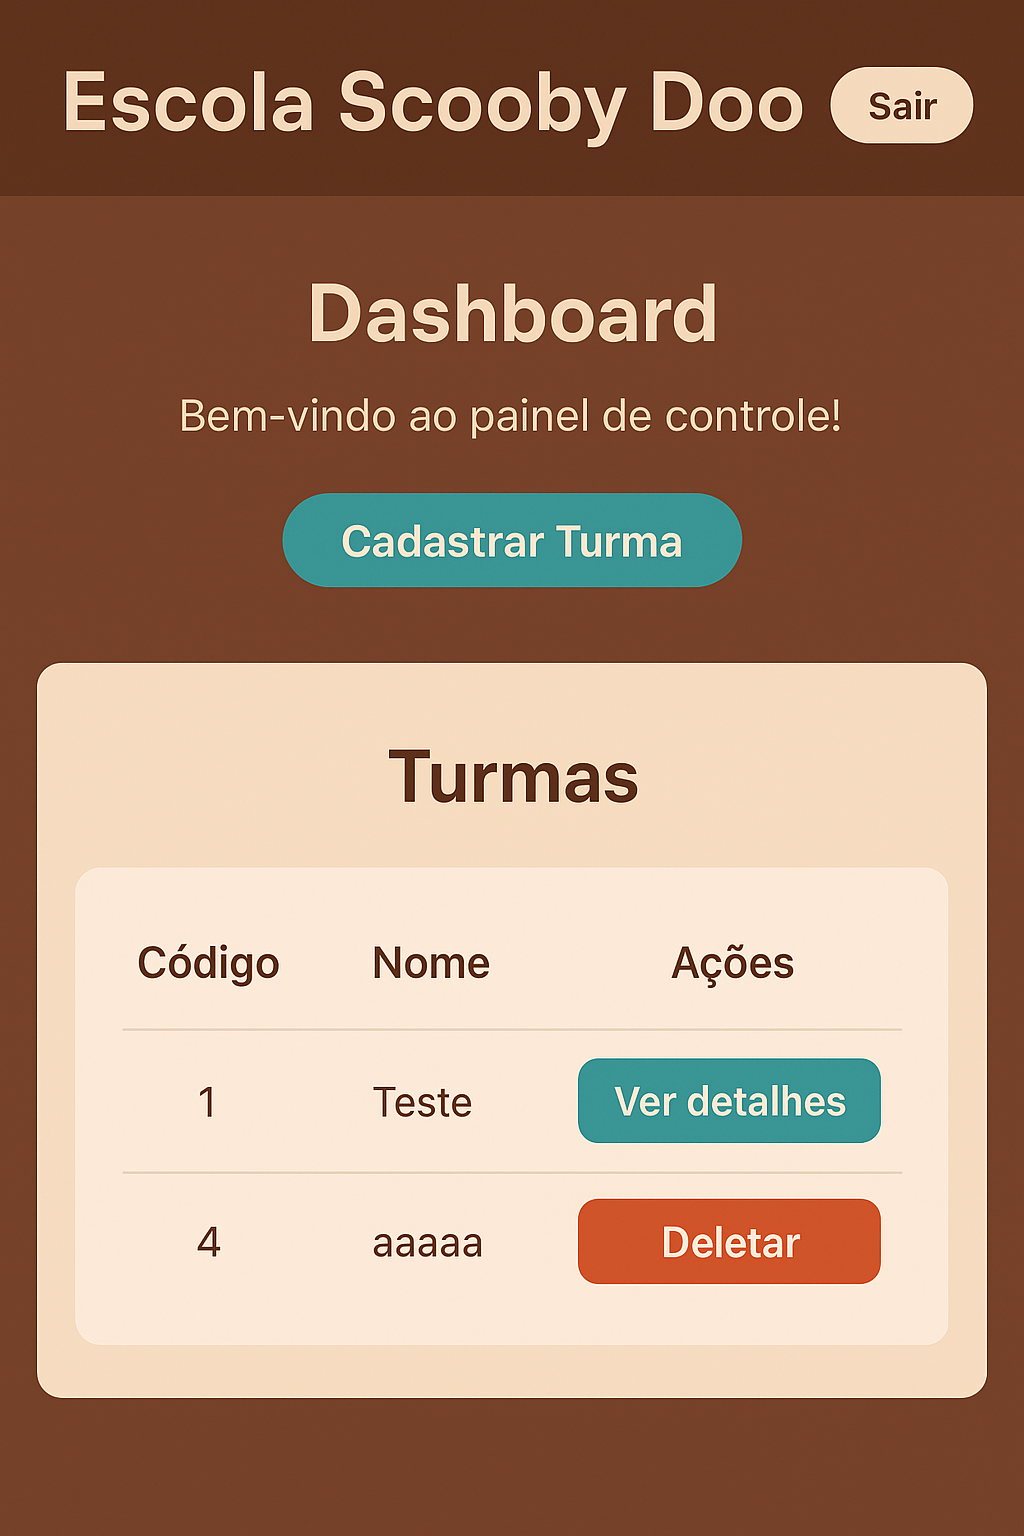 Escola Scooby Doo Sair
Dashboard
Bem-vindo ao painel de controle!
Cadastrar Turma
Turmas
Código Nome Ações
1 Teste Ver detalhes
4 aaaaa Deletar